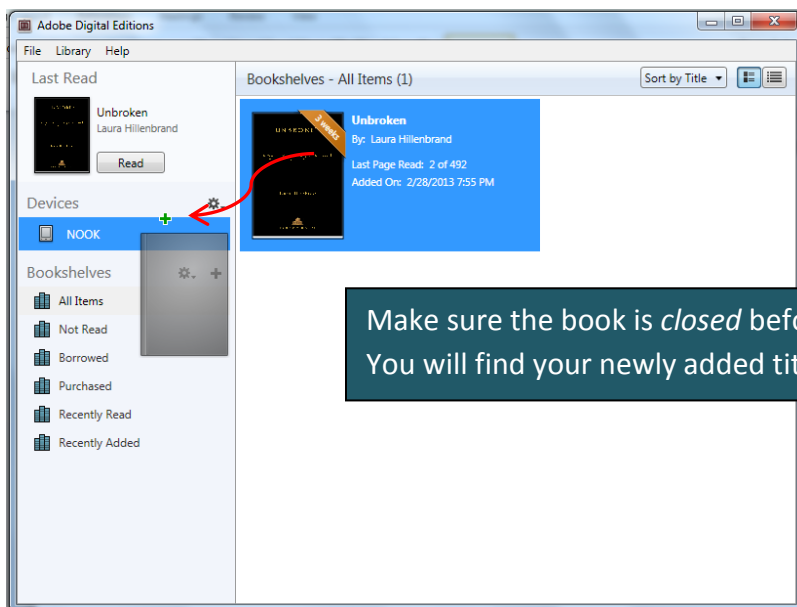 Adobe Digital Editions
File Library Help
Last Read
Unbroken
Laura Hillenbrand
Read
Devices
NOOK
Bookshelves
All Items
Not Read
Borrowed
Purchased
Recently Read
Recently Added
Bookshelves - All Items (1)
Sort by Title
3 weeks
Unbroken
By: Laura Hillenbrand
Last Page Read: 2 of 492
Added On: 2/28/2013 7:55 PM
Make sure the book is closed
You will find your newly added